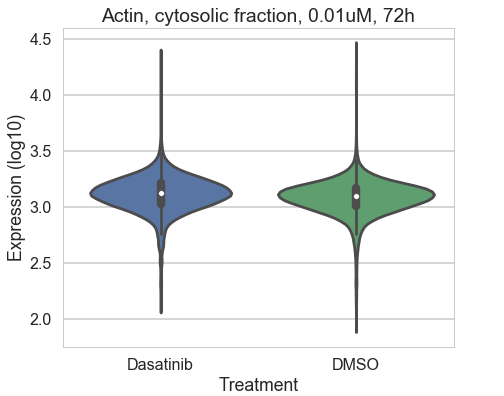 Actin, cytosolic fraction, 0.01uM, 72h
4.5
4.0
3.5
3.0
2.5
2.0
Expression (log10)
Dasatinib
DMSO
Treatment